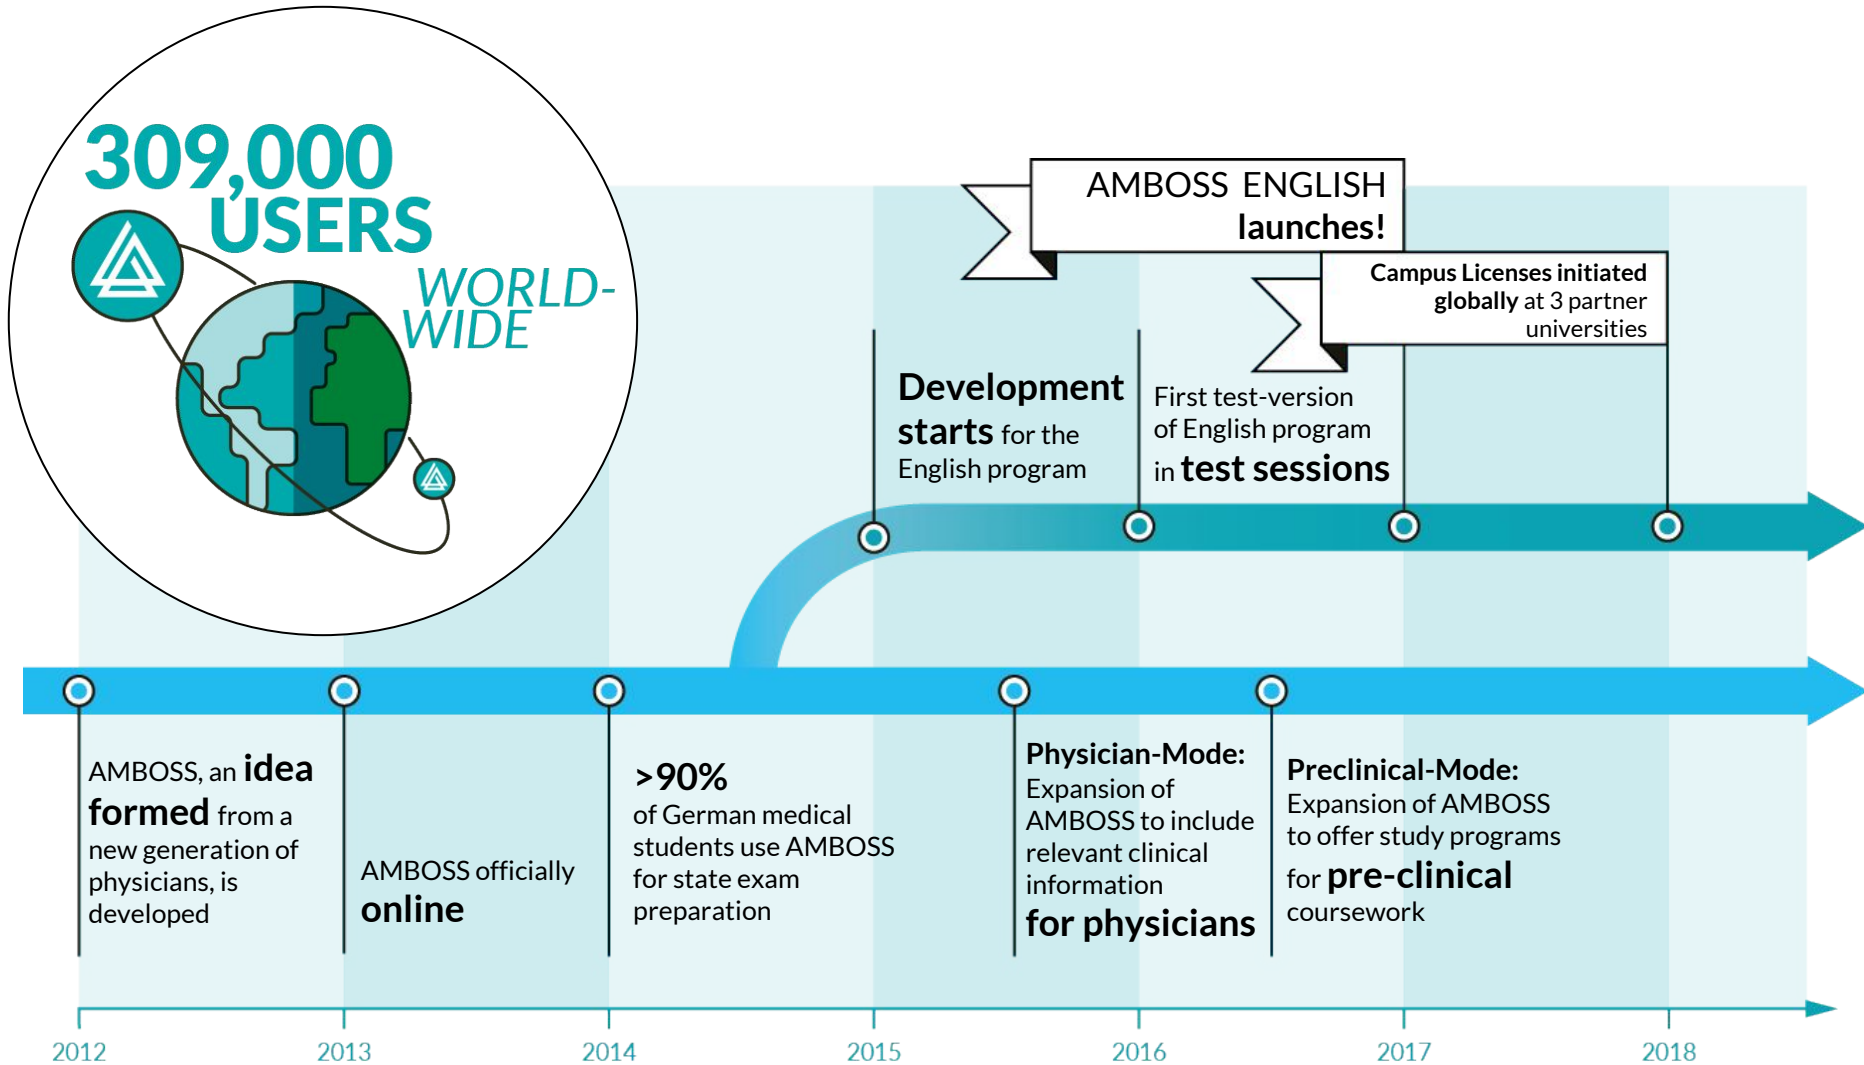 309,000
USERS
WORLD-
WIDE
AMBOSS ENGLISH
launches!
Campus Licenses initiated
globally at 3 partner
universities
Development
starts for the
English program
First test-version
of English program
in test sessions
AMBOSS, an idea
formed from a
new generation of
physicians, is
developed
AMBOSS officially
online
>90%
of German medical
students use AMBOSS
for state exam
preparation
Physician-Mode:
Expansion of
AMBOSS to include
relevant clinical
information
for physicians
Preclinical-Mode:
Expansion of AMBOSS
to offer study programs
for pre-clinical
coursework
2012
2013
2014
2015
2016
2017
2018